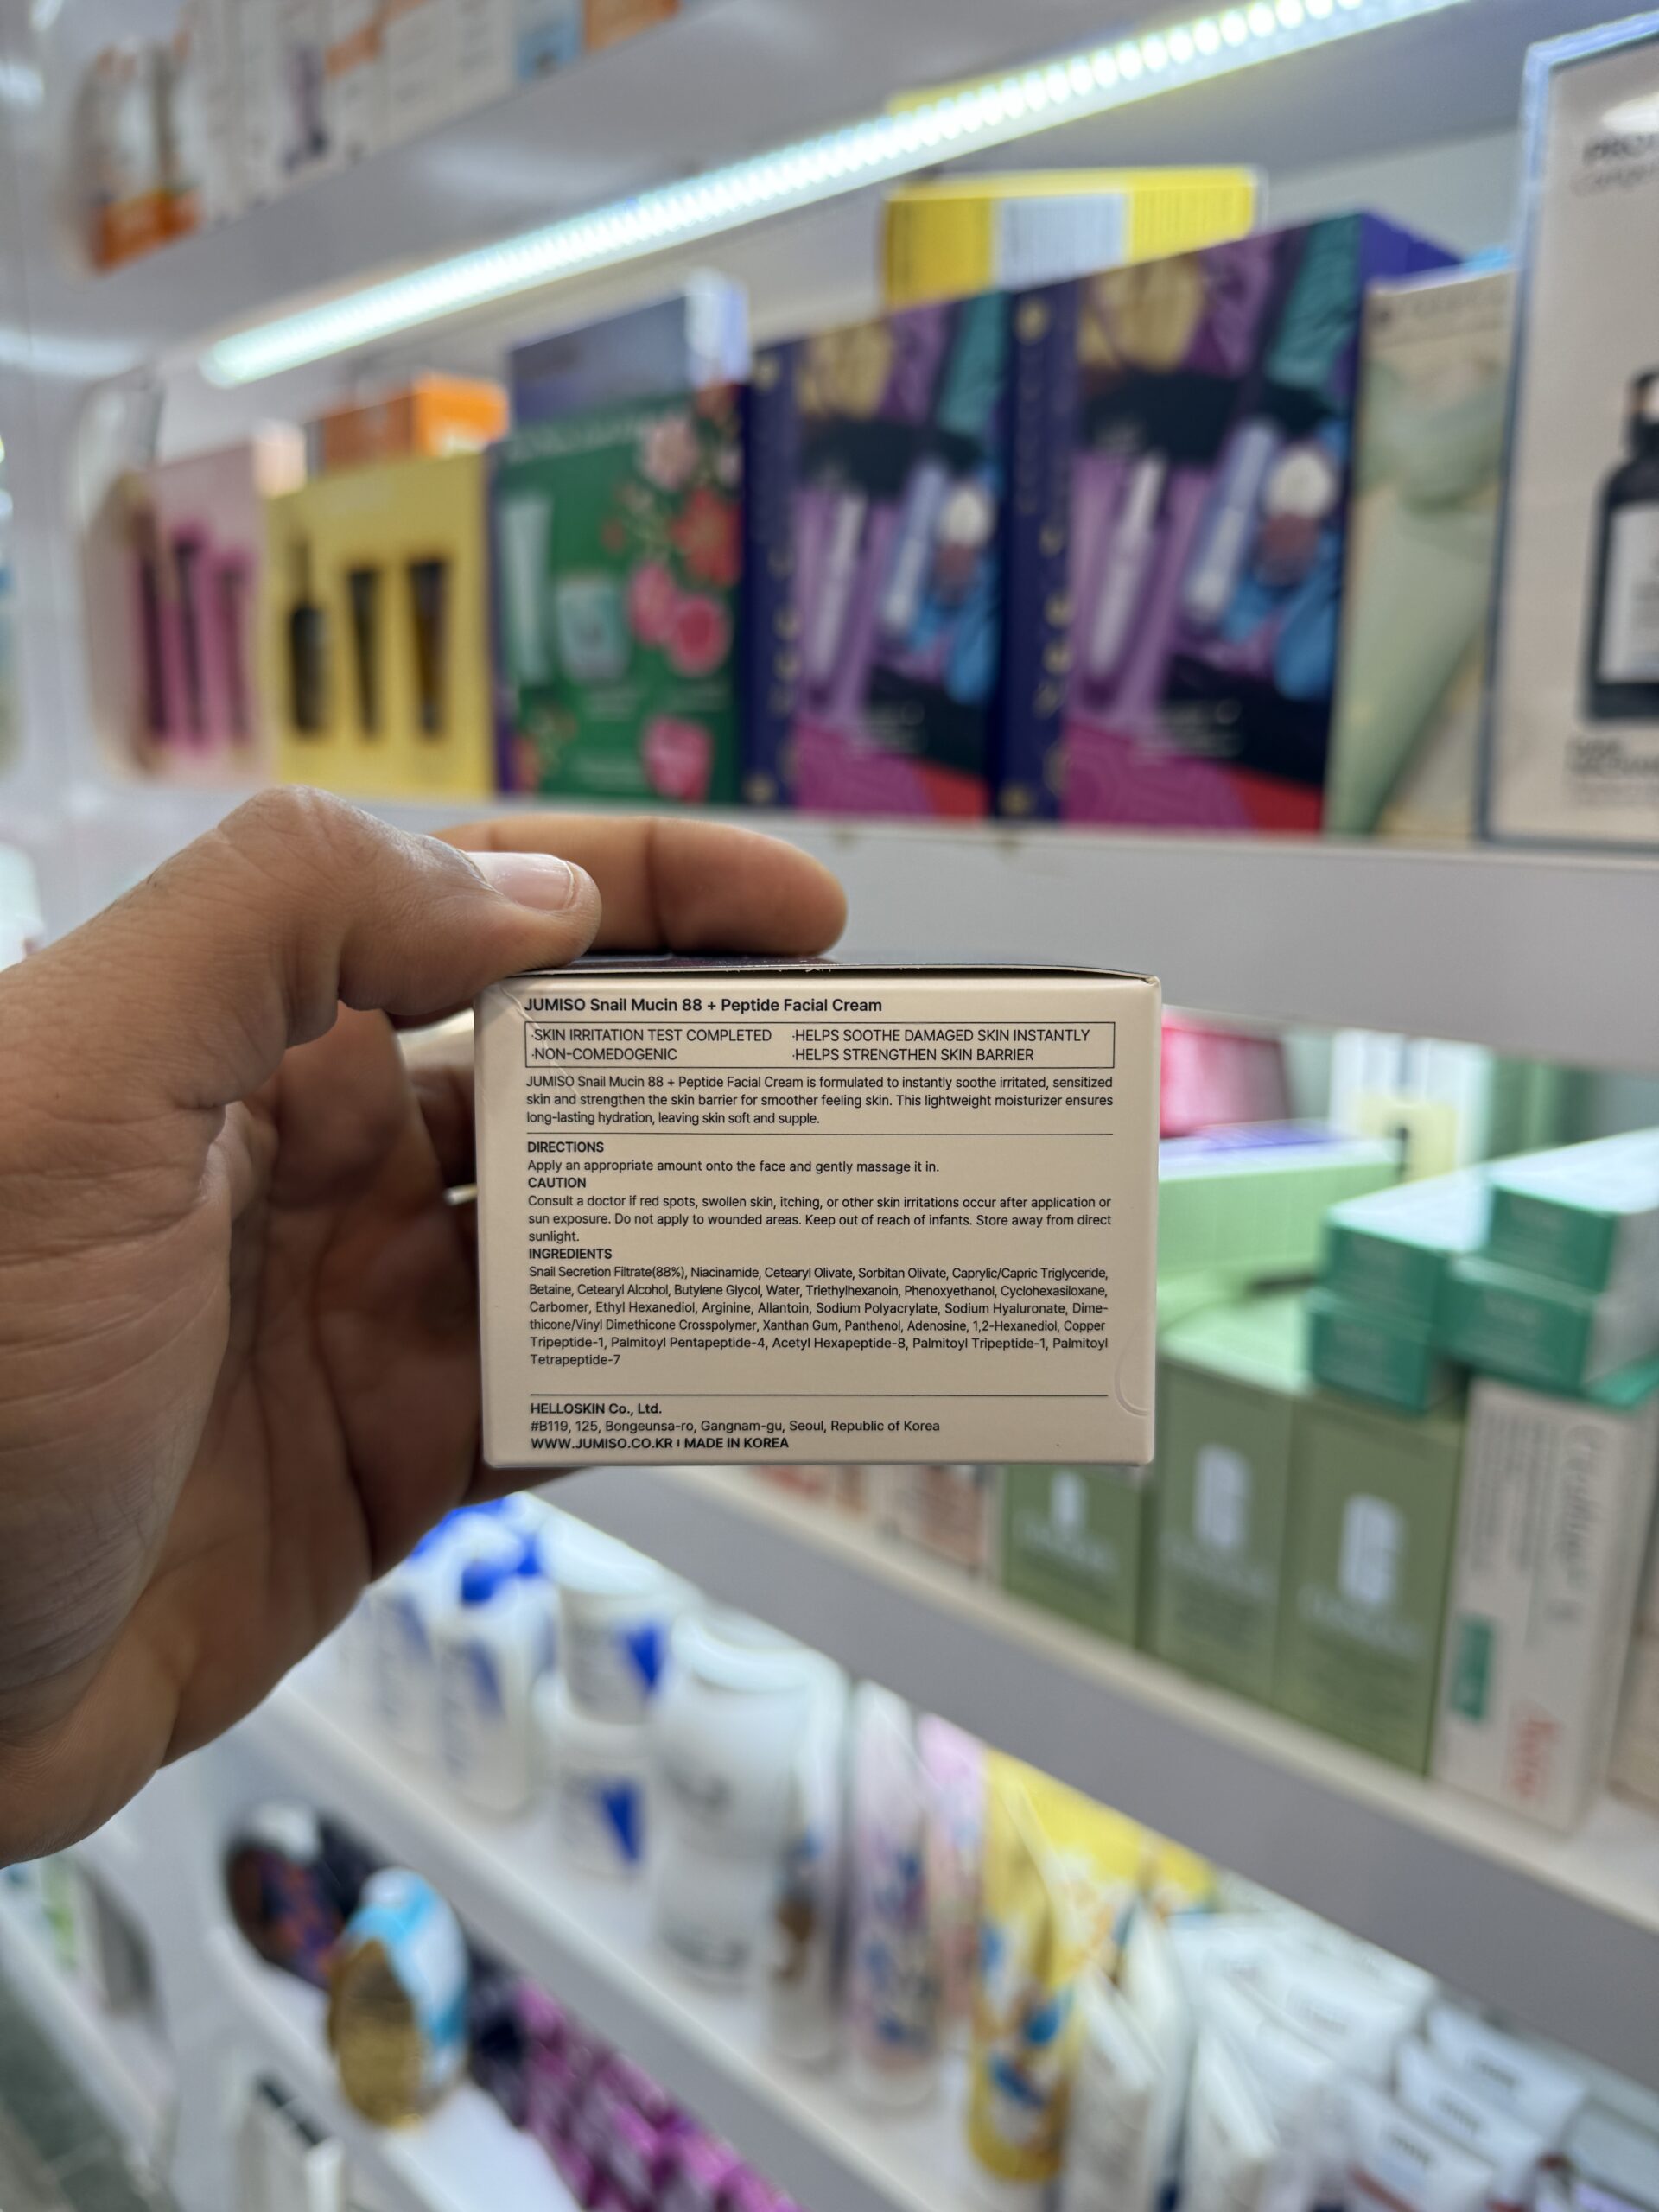 JUMISO Snail Mucin 88 + Peptide Facial Cream
·SKIN IRRITATION TEST COMPLETED ·HELPS SOOTHE DAMAGED SKIN INSTANTLY
·NON-COMEDOGENIC ·HELPS STRENGTHEN SKIN BARRIER
JUMISO Snail Mucin 88 + Peptide Facial Cream is formulated to instantly soothe irritated, sensitized
skin and strengthen the skin barrier for smoother feeling skin. This lightweight moisturizer ensures
long-lasting hydration, leaving skin soft and supple.
DIRECTIONS
Apply an appropriate amount onto the face and gently massage it in.
CAUTION
Consult a doctor if red spots, swollen skin, itching, or other skin irritations occur after application or
sun exposure. Do not apply to wounded areas. Keep out of reach of infants. Store away from direct
sunlight.
INGREDIENTS
Snail Secretion Filtrate(88%), Niacinamide, Cetearyl Olivate, Sorbitan Olivate, Caprylic/Capric Triglyceride,
Betaine, Cetearyl Alcohol, Butylene Glycol, Water, Triethylhexanoin, Phenoxyethanol, Cyclohexasiloxane,
Carbomer, Ethyl Hexanediol, Arginine, Allantoin, Sodium Polyacrylate, Sodium Hyaluronate, Dime-
thicone/Vinyl Dimethicone Crosspolymer, Xanthan Gum, Panthenol, Adenosine, 1,2-Hexanediol, Copper
Tripeptide-1, Palmitoyl Pentapeptide-4, Acetyl Hexapeptide-8, Palmitoyl Tripeptide-1, Palmitoyl
Tetrapeptide-7
HELLOSKIN Co., Ltd.
#B119, 125, Bongeunsa-ro, Gangnam-gu, Seoul, Republic of Korea
WWW.JUMISO.CO.KR I MADE IN KOREA